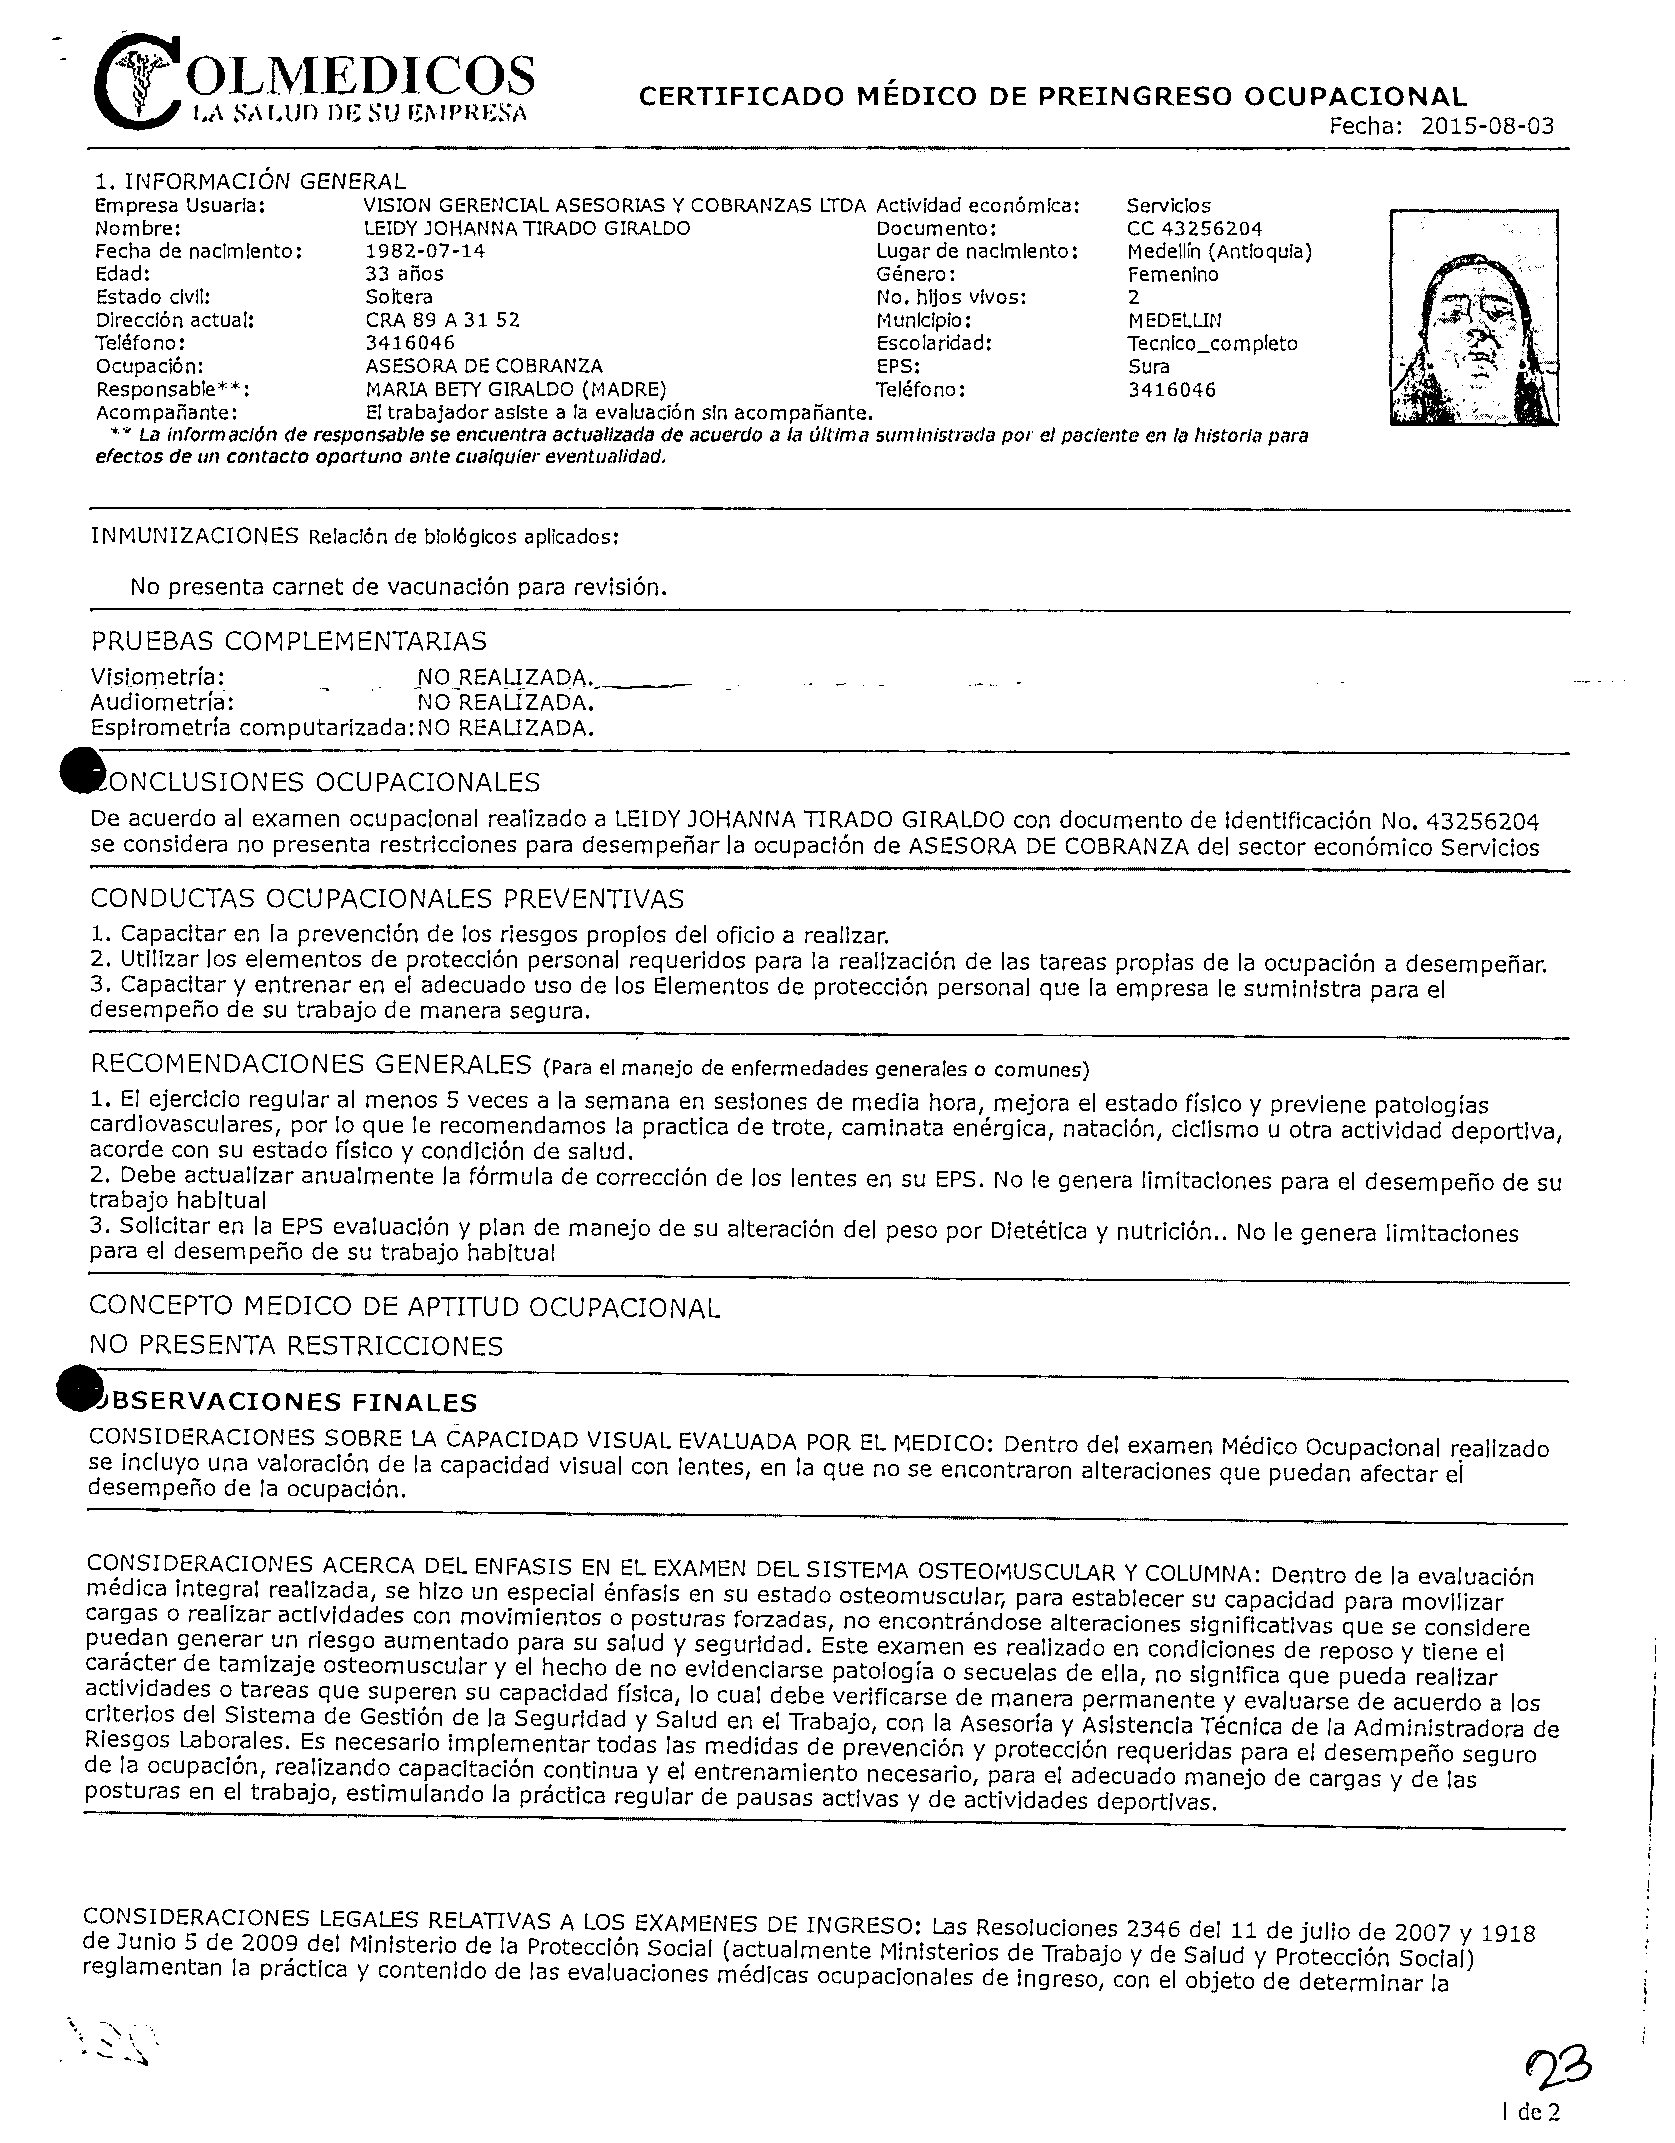 COLMEDICOS
LA SALUD DE SU EMPRESA
CERTIFICADO MÉDICO DE PREINGRESO OCUPACIONAL
Fecha: 2015-08-03
1. INFORMACIÓN GENERAL
Empresa Usuaria: VISION GERENCIAL ASESORIAS Y COBRANZAS LTDA Actividad económica: Servicios
Nombre: LEIDY JOHANNA TIRADO GIRALDO Documento: CC 43256204
Fecha de nacimiento: 1982-07-14 Lugar de nacimiento: Medellín (Antioquia)
Edad: 33 años Género: Femenino
Estado civil: Soltera No. hijos vivos: 2
Dirección actual: CRA 89 A 31 52 Municipio: MEDELLIN
Teléfono: 3416046 Escolaridad: Tecnico_completo
Ocupación: ASESORA DE COBRANZA EPS: Sura
Responsable**: MARIA BETY GIRALDO (MADRE) Teléfono: 3416046
Acompañante: El trabajador asiste a la evaluación sin acompañante.
** La información de responsable se encuentra actualizada de acuerdo a la última suministrada por el paciente en la historia para
efectos de un contacto oportuno ante cualquier eventualidad.
INMUNIZACIONES Relación de biológicos aplicados:
No presenta carnet de vacunación para revisión.
PRUEBAS COMPLEMENTARIAS
Visiometría: NO REALIZADA.
Audiometría: NO REALIZADA.
Espirometría computarizada: NO REALIZADA.
CONCLUSIONES OCUPACIONALES
De acuerdo al examen ocupacional realizado a LEIDY JOHANNA TIRADO GIRALDO con documento de identificación No. 43256204
se considera no presenta restricciones para desempeñar la ocupación de ASESORA DE COBRANZA del sector económico Servicios
CONDUCTAS OCUPACIONALES PREVENTIVAS
1. Capacitar en la prevención de los riesgos propios del oficio a realizar.
2. Utilizar los elementos de protección personal requeridos para la realización de las tareas propias de la ocupación a desempeñar.
3. Capacitar y entrenar en el adecuado uso de los Elementos de protección personal que la empresa le suministra para el
desempeño de su trabajo de manera segura.
RECOMENDACIONES GENERALES (Para el manejo de enfermedades generales o comunes)
1. El ejercicio regular al menos 5 veces a la semana en sesiones de media hora, mejora el estado físico y previene patologías
cardiovasculares, por lo que le recomendamos la practica de trote, caminata enérgica, natación, ciclismo u otra actividad deportiva,
acorde con su estado físico y condición de salud.
2. Debe actualizar anualmente la fórmula de corrección de los lentes en su EPS. No le genera limitaciones para el desempeño de su
trabajo habitual
3. Solicitar en la EPS evaluación y plan de manejo de su alteración del peso por Dietética y nutrición.. No le genera limitaciones
para el desempeño de su trabajo habitual
CONCEPTO MEDICO DE APTITUD OCUPACIONAL
NO PRESENTA RESTRICCIONES
OBSERVACIONES FINALES
CONSIDERACIONES SOBRE LA CAPACIDAD VISUAL EVALUADA POR EL MEDICO: Dentro del examen Médico Ocupacional realizado
se incluyo una valoración de la capacidad visual con lentes, en la que no se encontraron alteraciones que puedan afectar el
desempeño de la ocupación.
CONSIDERACIONES ACERCA DEL ENFASIS EN EL EXAMEN DEL SISTEMA OSTEOMUSCULAR Y COLUMNA: Dentro de la evaluación
médica integral realizada, se hizo un especial énfasis en su estado osteomuscular, para establecer su capacidad para movilizar
cargas o realizar actividades con movimientos o posturas forzadas, no encontrándose alteraciones significativas que se considere
puedan generar un riesgo aumentado para su salud y seguridad. Este examen es realizado en condiciones de reposo y tiene el
carácter de tamizaje osteomuscular y el hecho de no evidenciarse patología o secuelas de ella, no significa que pueda realizar
actividades o tareas que superen su capacidad física, lo cual debe verificarse de manera permanente y evaluarse de acuerdo a los
criterios del Sistema de Gestión de la Seguridad y Salud en el Trabajo, con la Asesoría y Asistencia Técnica de la Administradora de
Riesgos Laborales. Es necesario implementar todas las medidas de prevención y protección requeridas para el desempeño seguro
de la ocupación, realizando capacitación continua y el entrenamiento necesario, para el adecuado manejo de cargas y de las
posturas en el trabajo, estimulando la práctica regular de pausas activas y de actividades deportivas.
CONSIDERACIONES LEGALES RELATIVAS A LOS EXAMENES DE INGRESO: Las Resoluciones 2346 del 11 de julio de 2007 y 1918
de Junio 5 de 2009 del Ministerio de la Protección Social (actualmente Ministerios de Trabajo y de Salud y Protección Social)
reglamentan la práctica y contenido de las evaluaciones médicas ocupacionales de ingreso, con el objeto de determinar la
23
1 de 2